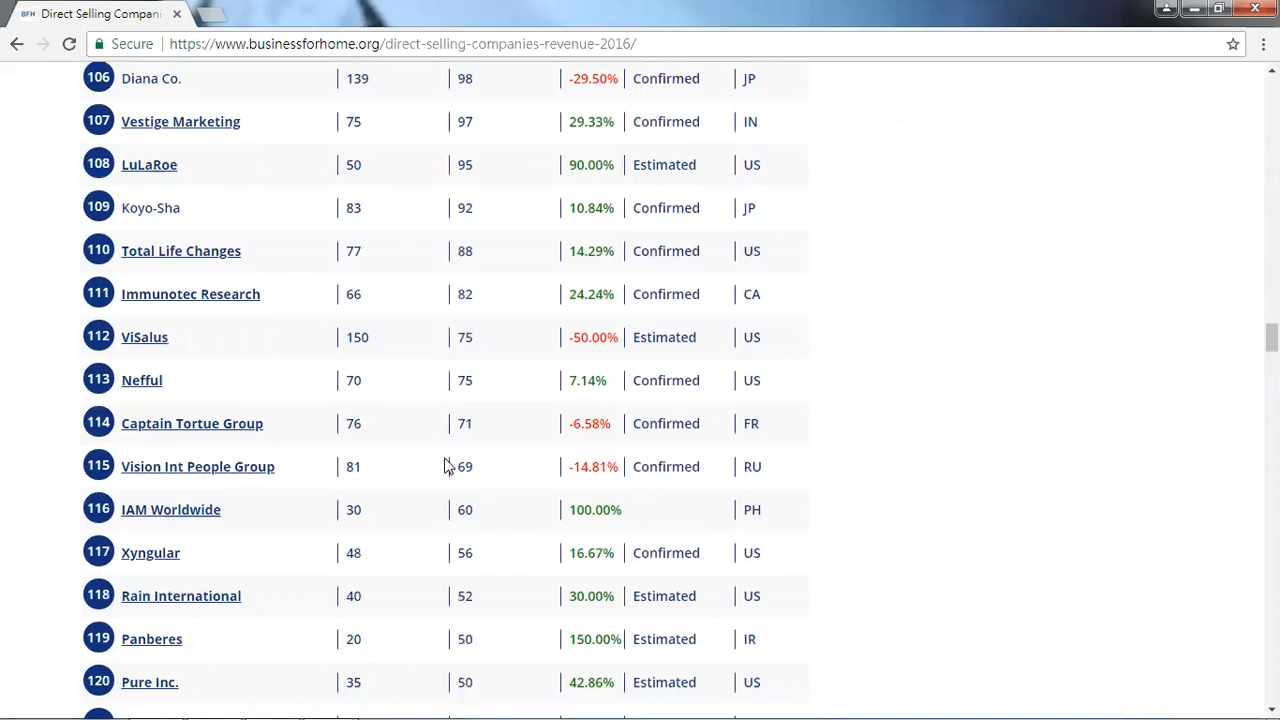 BFH Direct Selling Compani
Secure https://www.businessforhome.org/direct-selling-companies-revenue-2016/
106 Diana Co. 139 98 -29.50% Confirmed JP
107 Vestige Marketing 75 97 29.33% Confirmed IN
108 LuLaRoe 50 95 90.00% Estimated US
109 Koyo-Sha 83 92 10.84% Confirmed JP
110 Total Life Changes 77 88 14.29% Confirmed US
111 Immunotec Research 66 82 24.24% Confirmed CA
112 ViSalus 150 75 -50.00% Estimated US
113 Nefful 70 75 7.14% Confirmed US
114 Captain Tortue Group 76 71 -6.58% Confirmed FR
115 Vision Int People Group 81 69 -14.81% Confirmed RU
116 IAM Worldwide 30 60 100.00% PH
117 Xyngular 48 56 16.67% Confirmed US
118 Rain International 40 52 30.00% Estimated US
119 Panberes 20 50 150.00% Estimated IR
120 Pure Inc. 35 50 42.86% Estimated US